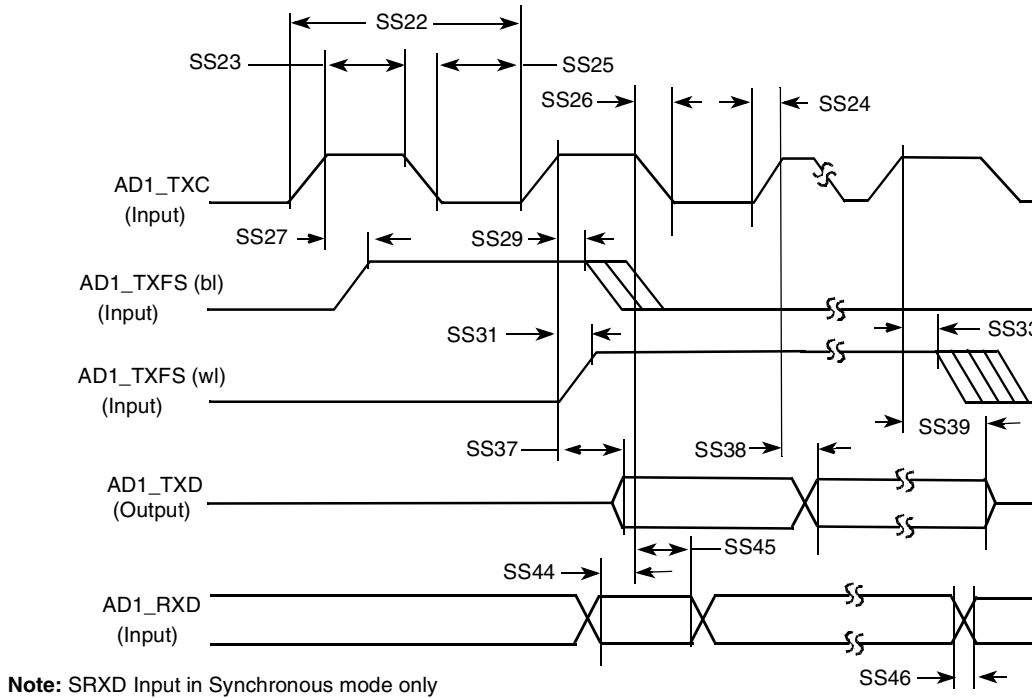 SS22
SS23
SS25
SS26
SS24
AD1_TXC
(Input)
SS27
SS29
AD1_TXFS (bl)
(Input)
SS31
SS33
AD1_TXFS (wl)
(Input)
SS39
SS37
SS38
AD1_TXD
(Output)
SS45
SS44
AD1_RXD
(Input)
SS46
Note: SRXD Input in Synchronous mode only